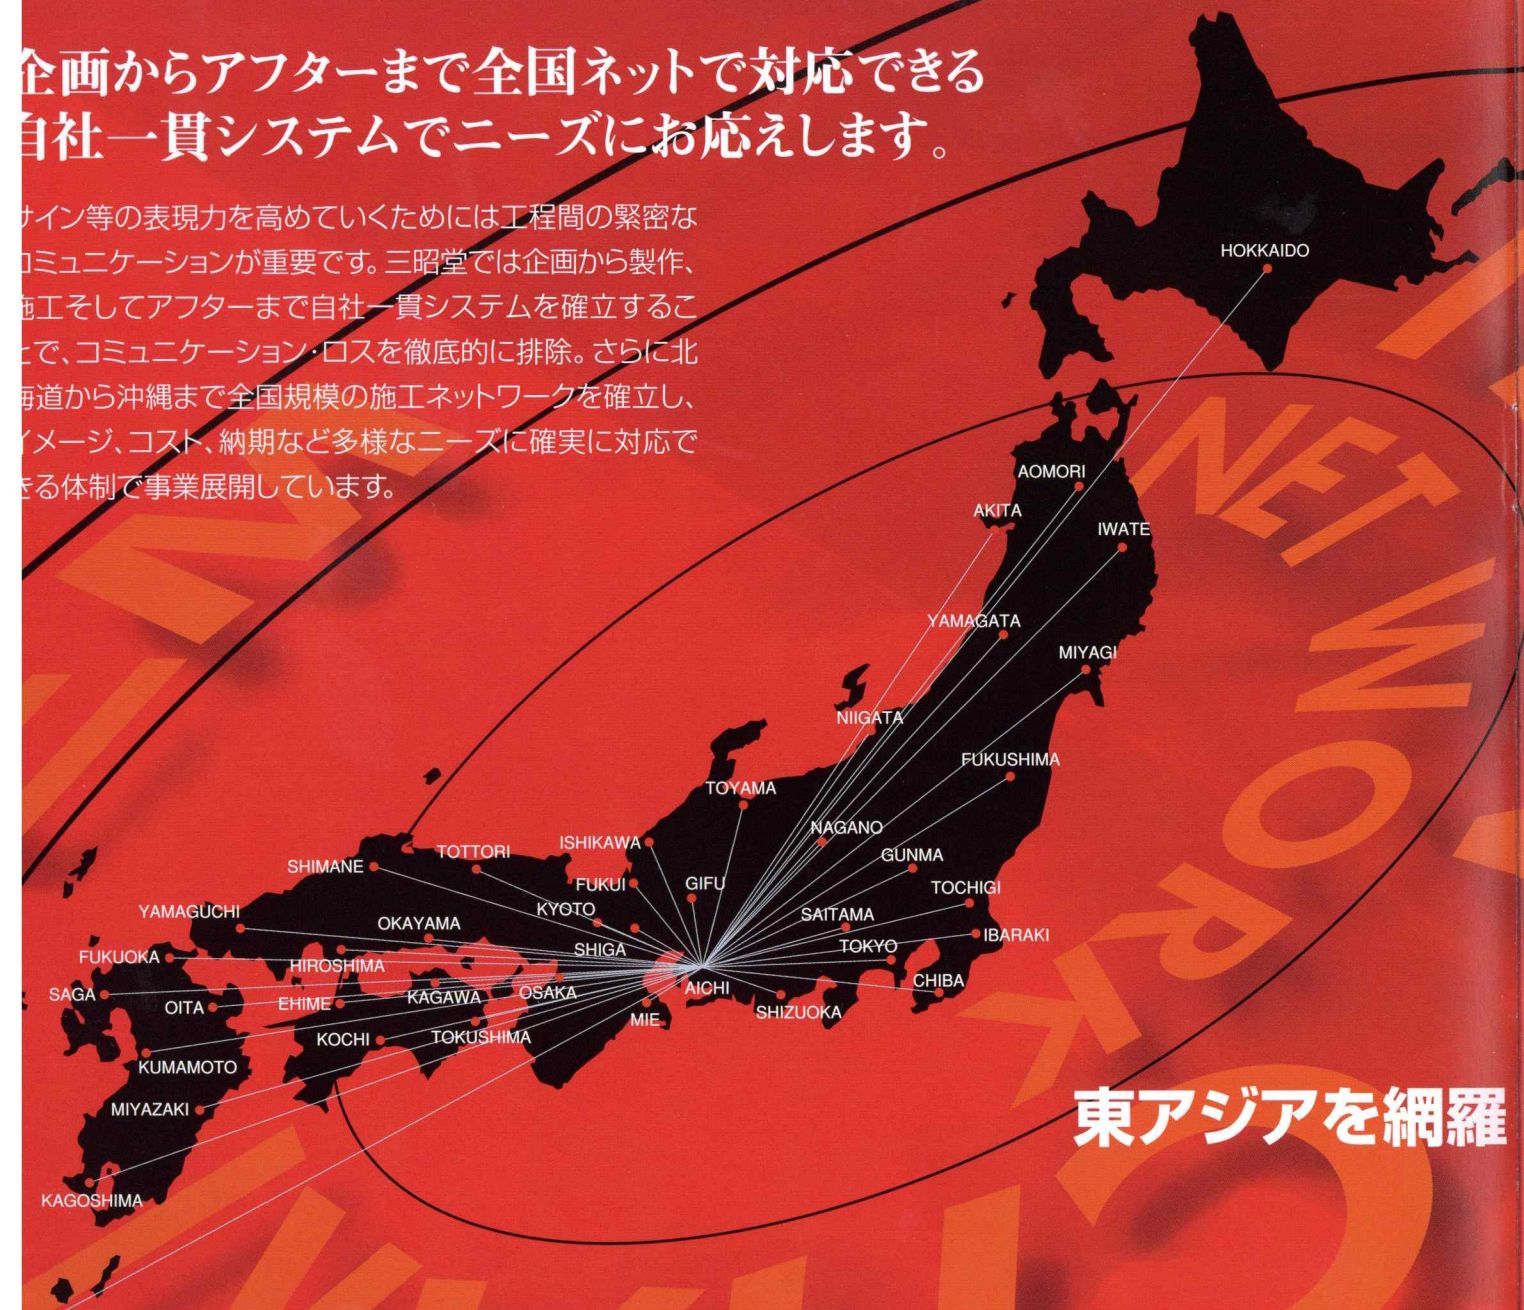 企画からアフターまで全国ネットで対応できる
自社一貫システムでニーズにお応えします。
サイン等の表現力を高めていくためには工程間の緊密な
コミュニケーションが重要です。三昭堂では企画から製作、
施工そしてアフターまで自社一貫システムを確立するこ
とで、コミュニケーション・ロスを徹底的に排除。さらに北
海道から沖縄まで全国規模の施工ネットワークを確立し、
イメージ、コスト、納期など多様なニーズに確実に対応で
きる体制で事業展開しています。
HOKKAIDO
AOMORI
AKITA
IWATE
YAMAGATA
MIYAGI
NIIGATA
FUKUSHIMA
TOYAMA
NAGANO
ISHIKAWA
TOTTORI
GUNMA
SHIMANE
FUKUI
GIFU
TOCHIGI
YAMAGUCHI
KYOTO
SAITAMA
OKAYAMA
IBARAKI
TOKYO
SHIGA
FUKUOKA
HIROSHIMA
CHIBA
AICHI
OSAKA
SAGA
KAGAWA
EHIME
OITA
SHIZUOKA
MIE
TOKUSHIMA
KOCHI
KUMAMOTO
MIYAZAKI
KAGOSHIMA
NETWORK
東アジアを網羅